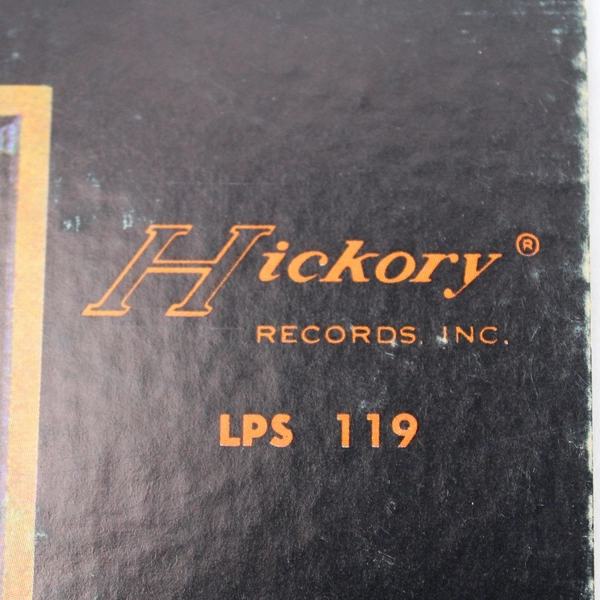 Hickory ®
RECORDS, INC.
LPS 119